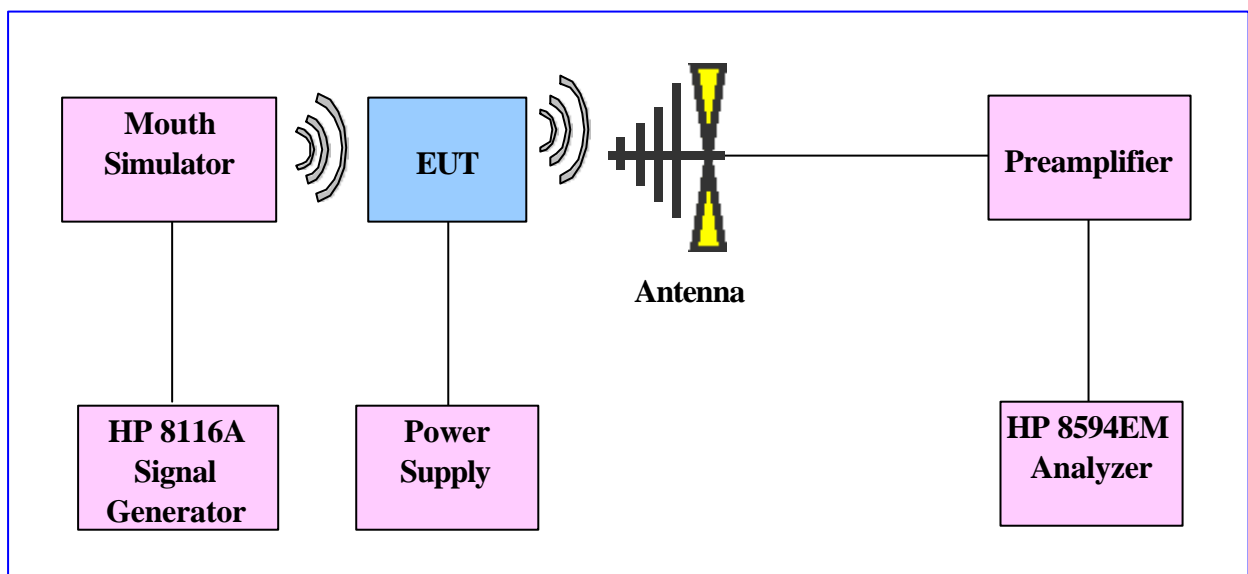 Mouth
Simulator
EUT
Preamplifier
Antenna
HP 8116A
Signal
Generator
Power
Supply
HP 8594EM
Analyzer